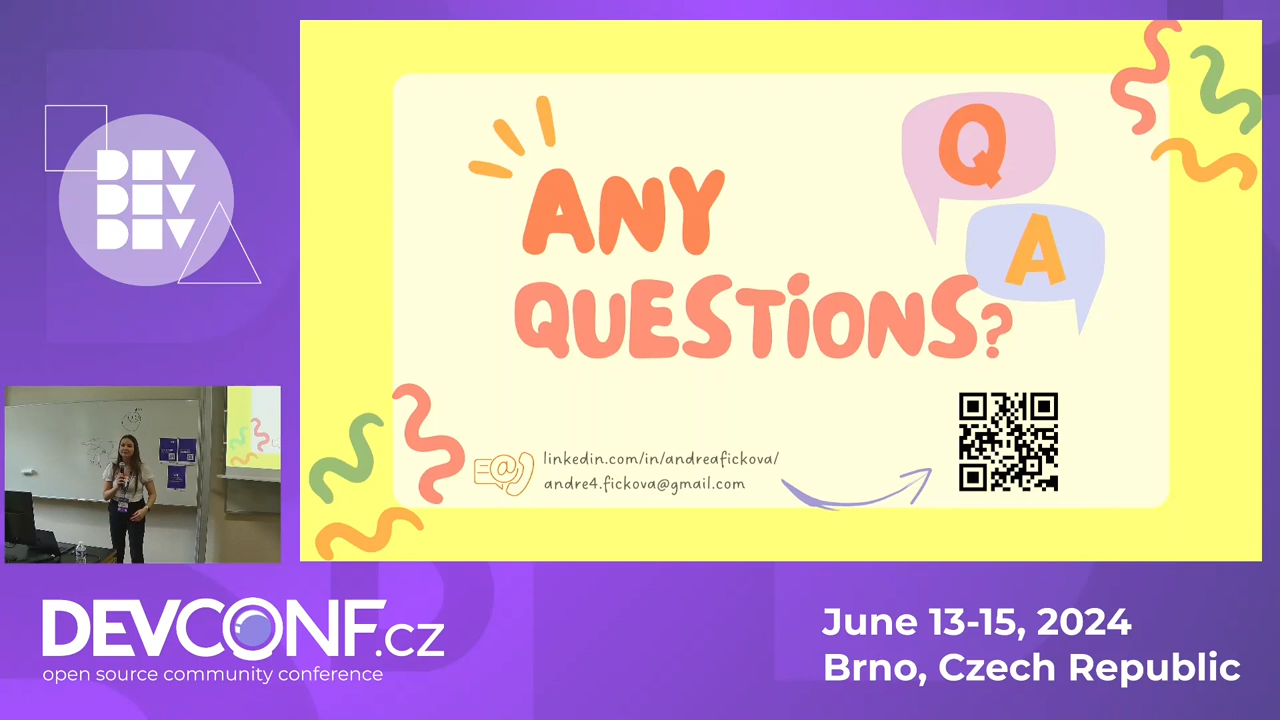 DEV
DEV
DEV
ANY
QUESTIONS?
Q
A
linkedin.com/in/andreafickova/
andre4.fickova@gmail.com
DEVCONF.cz
open source community conference
June 13-15, 2024
Brno, Czech Republic